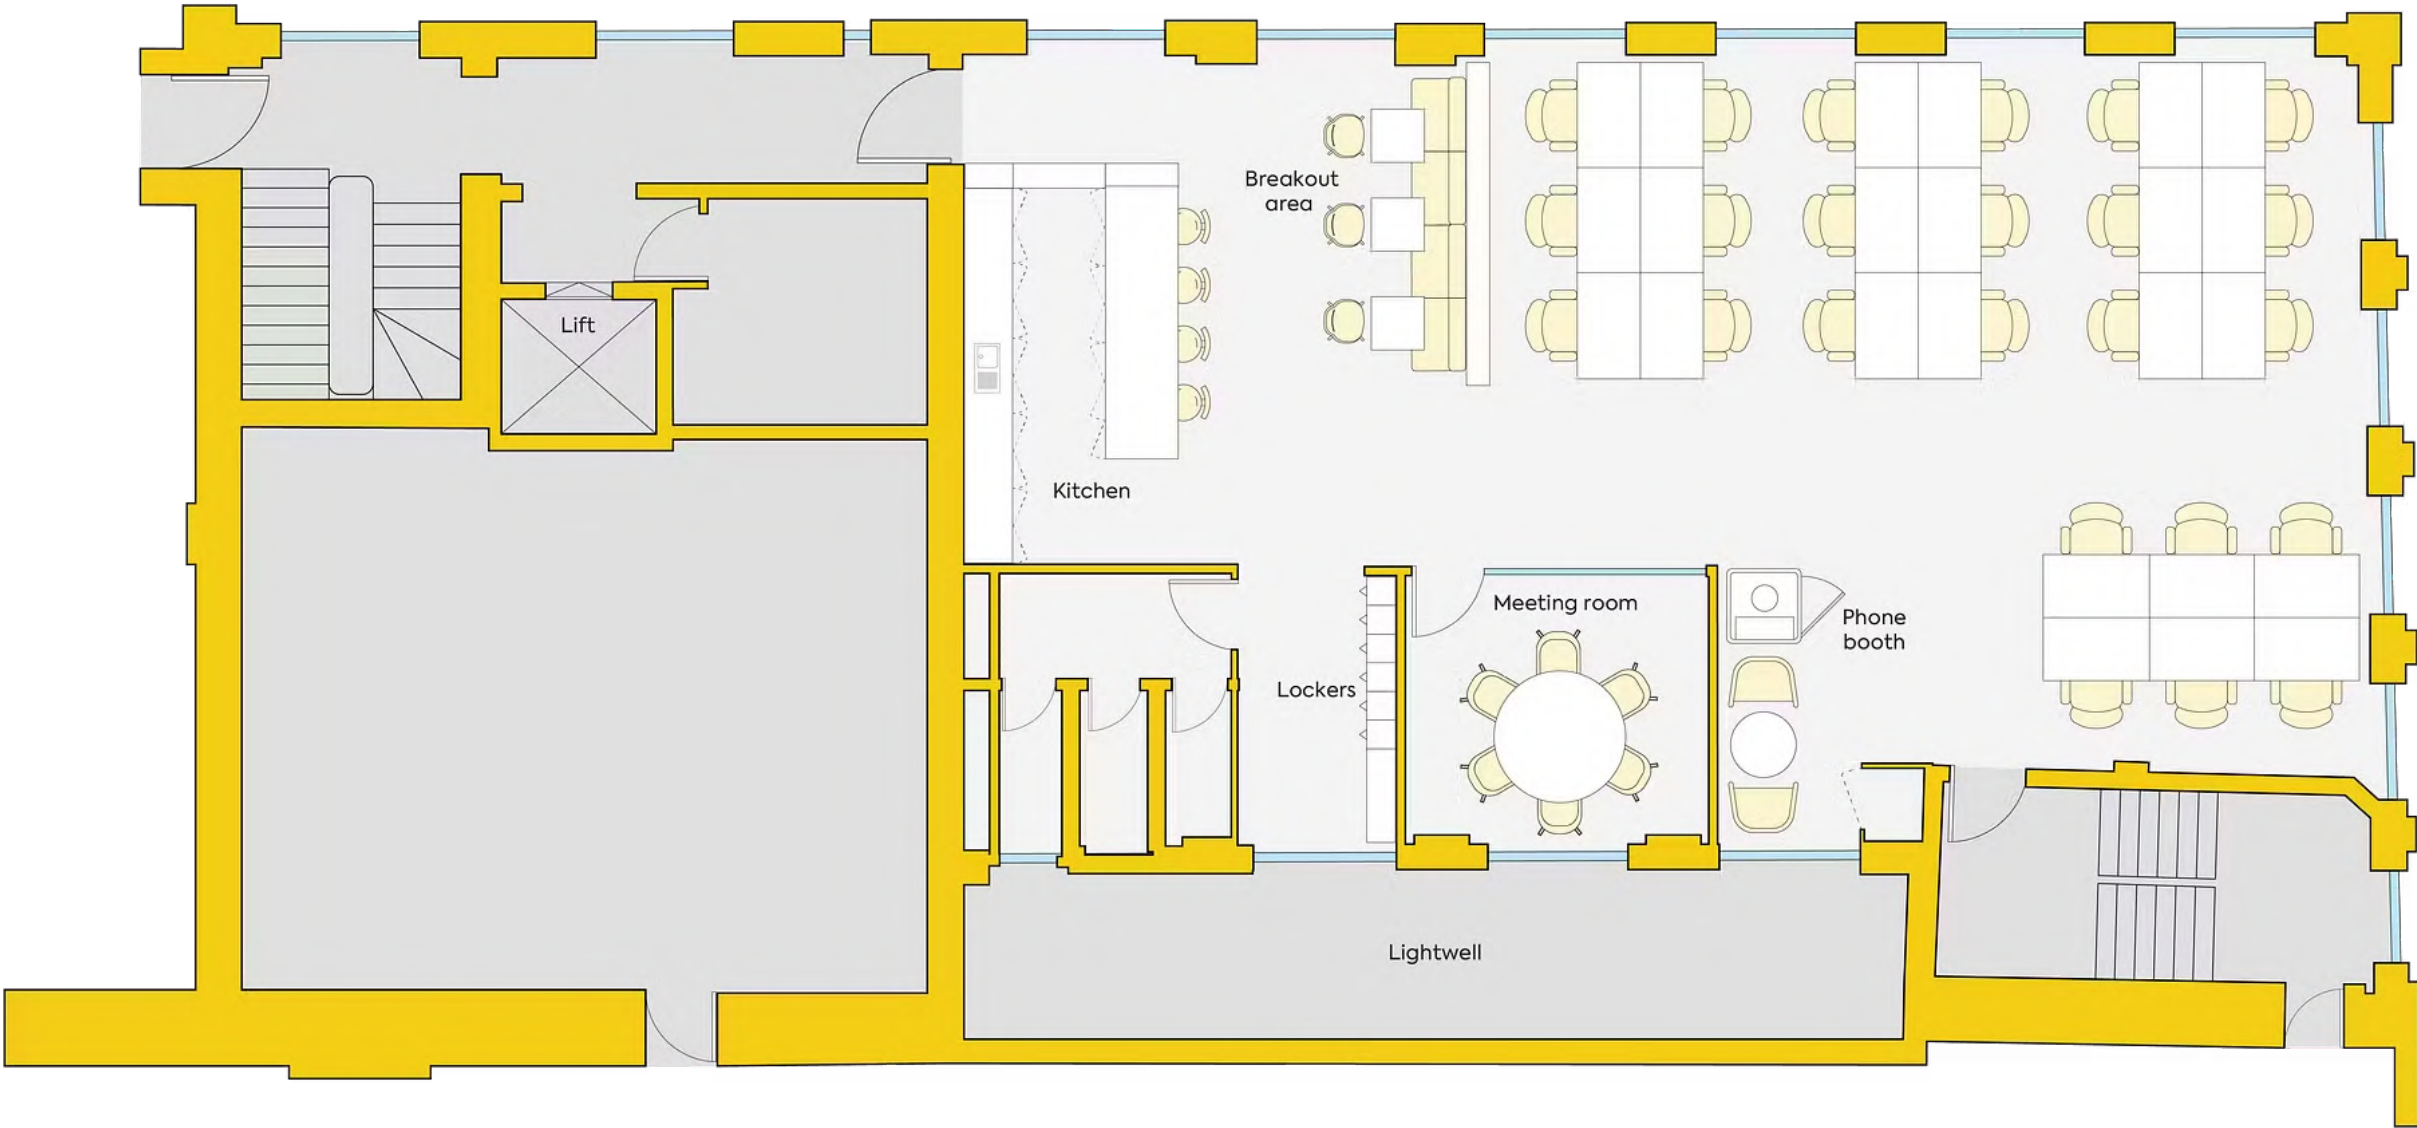 Breakout
area
Lift
Kitchen
Meeting room
Phone
booth
Lockers
Lightwell